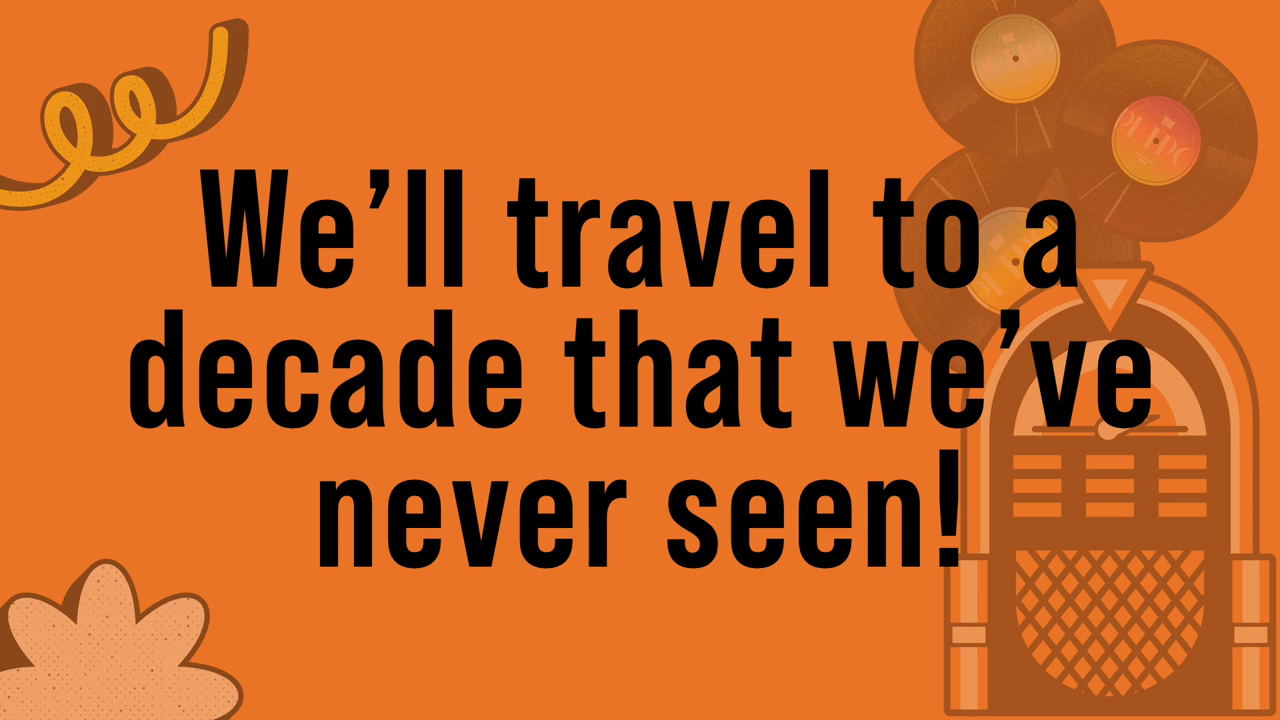 We’ll travel to a
decade that we’ve
never seen!